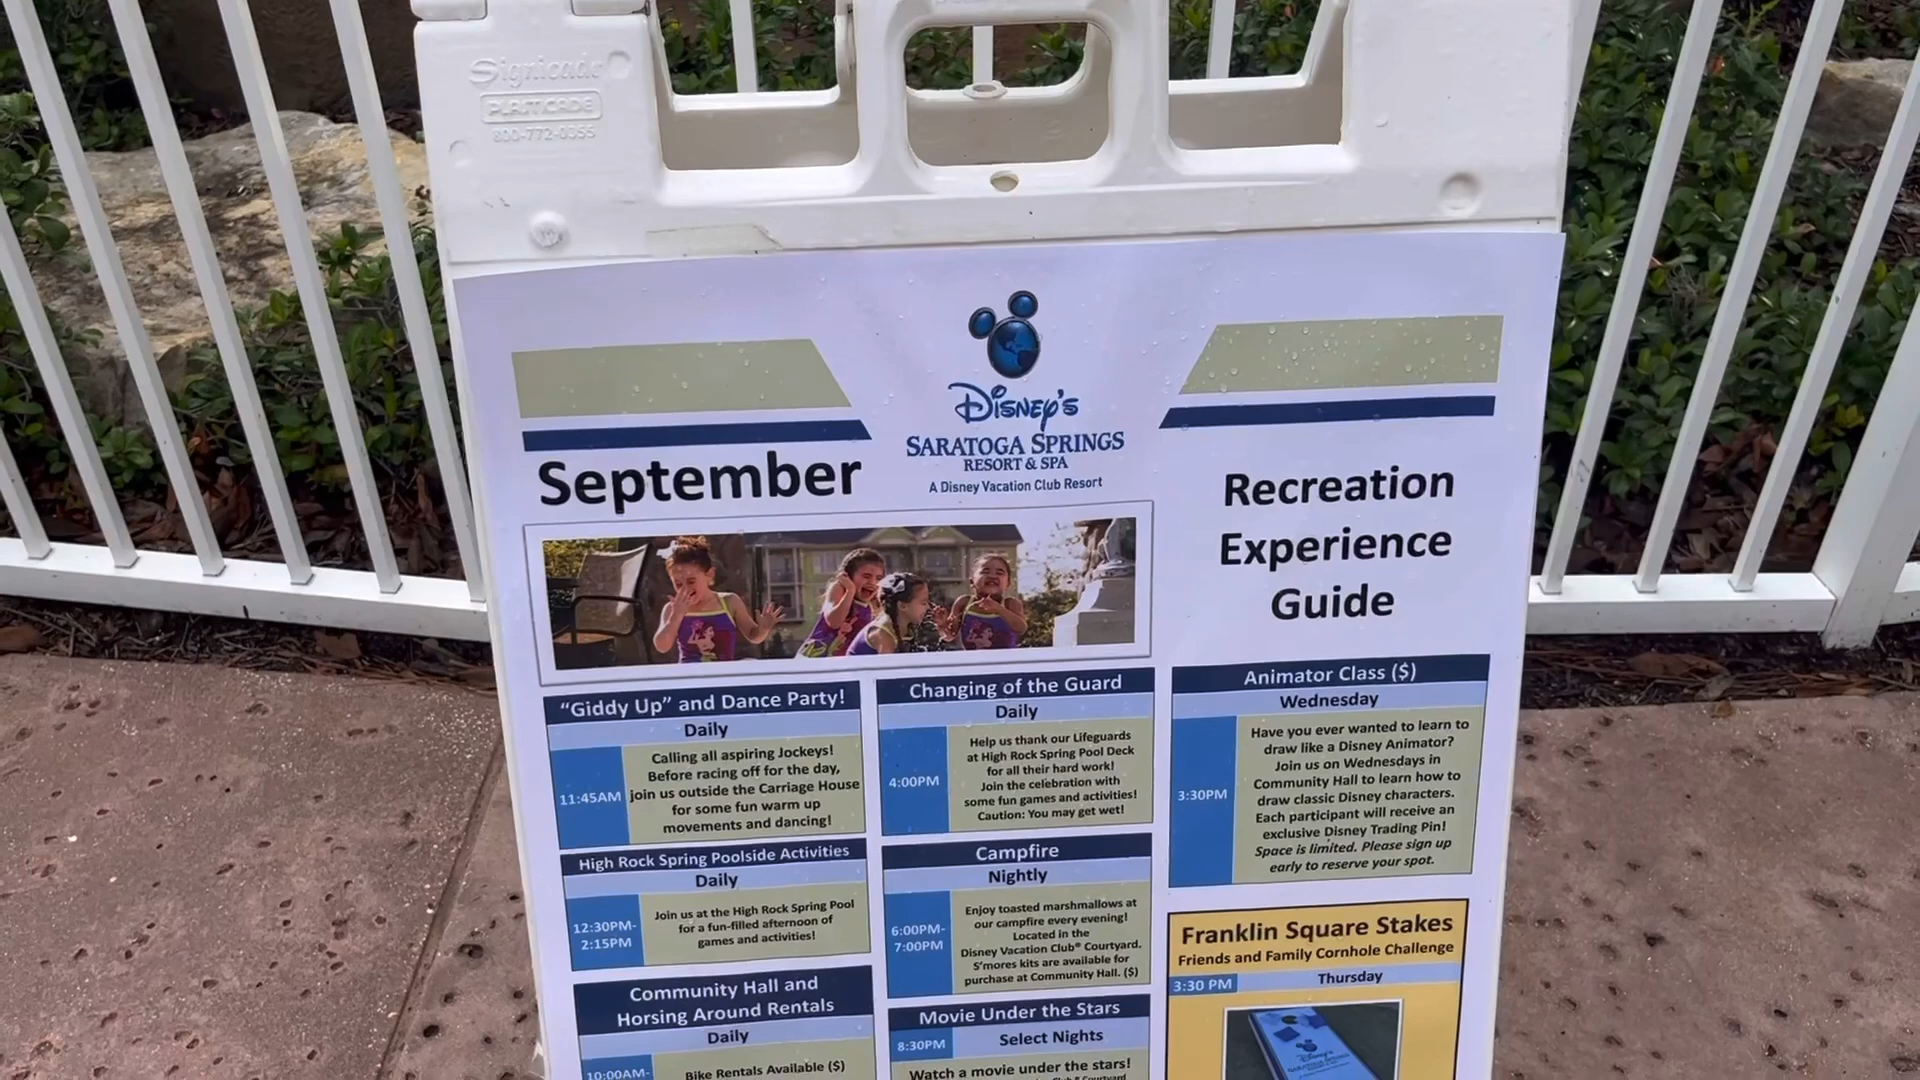 Signicade
PLASTICADE
800-772-0355
Disney's
SARATOGA SPRINGS
RESORT & SPA
A Disney Vacation Club Resort
September
Recreation
Experience
Guide
"Giddy Up" and Dance Party!
Daily
11:45AM
Calling all aspiring Jockeys!
Before racing off for the day,
join us outside the Carriage House
for some fun warm up
movements and dancing!
High Rock Spring Poolside Activities
Daily
12:30PM-
2:15PM
Join us at the High Rock Spring Pool
for a fun-filled afternoon of
games and activities!
Community Hall and
Horsing Around Rentals
Daily
10:00AM-
Bike Rentals Available ($)
Changing of the Guard
Daily
4:00PM
Help us thank our Lifeguards
at High Rock Spring Pool Deck
for all their hard work!
Join the celebration with
some fun games and activities!
Caution: You may get wet!
Campfire
Nightly
6:00PM-
7:00PM
Enjoy toasted marshmallows at
our campfire every evening!
Located in the
Disney Vacation Club® Courtyard.
S'mores kits are available for
purchase at Community Hall. ($)
Movie Under the Stars
8:30PM
Select Nights
Watch a movie under the stars!
Animator Class ($)
Wednesday
3:30PM
Have you ever wanted to learn to
draw like a Disney Animator?
Join us on Wednesdays in
Community Hall to learn how to
draw classic Disney characters.
Each participant will receive an
exclusive Disney Trading Pin!
Space is limited. Please sign up
early to reserve your spot.
Franklin Square Stakes
Friends and Family Cornhole Challenge
3:30 PM
Thursday
Disney's
SARATOGA SPRINGS